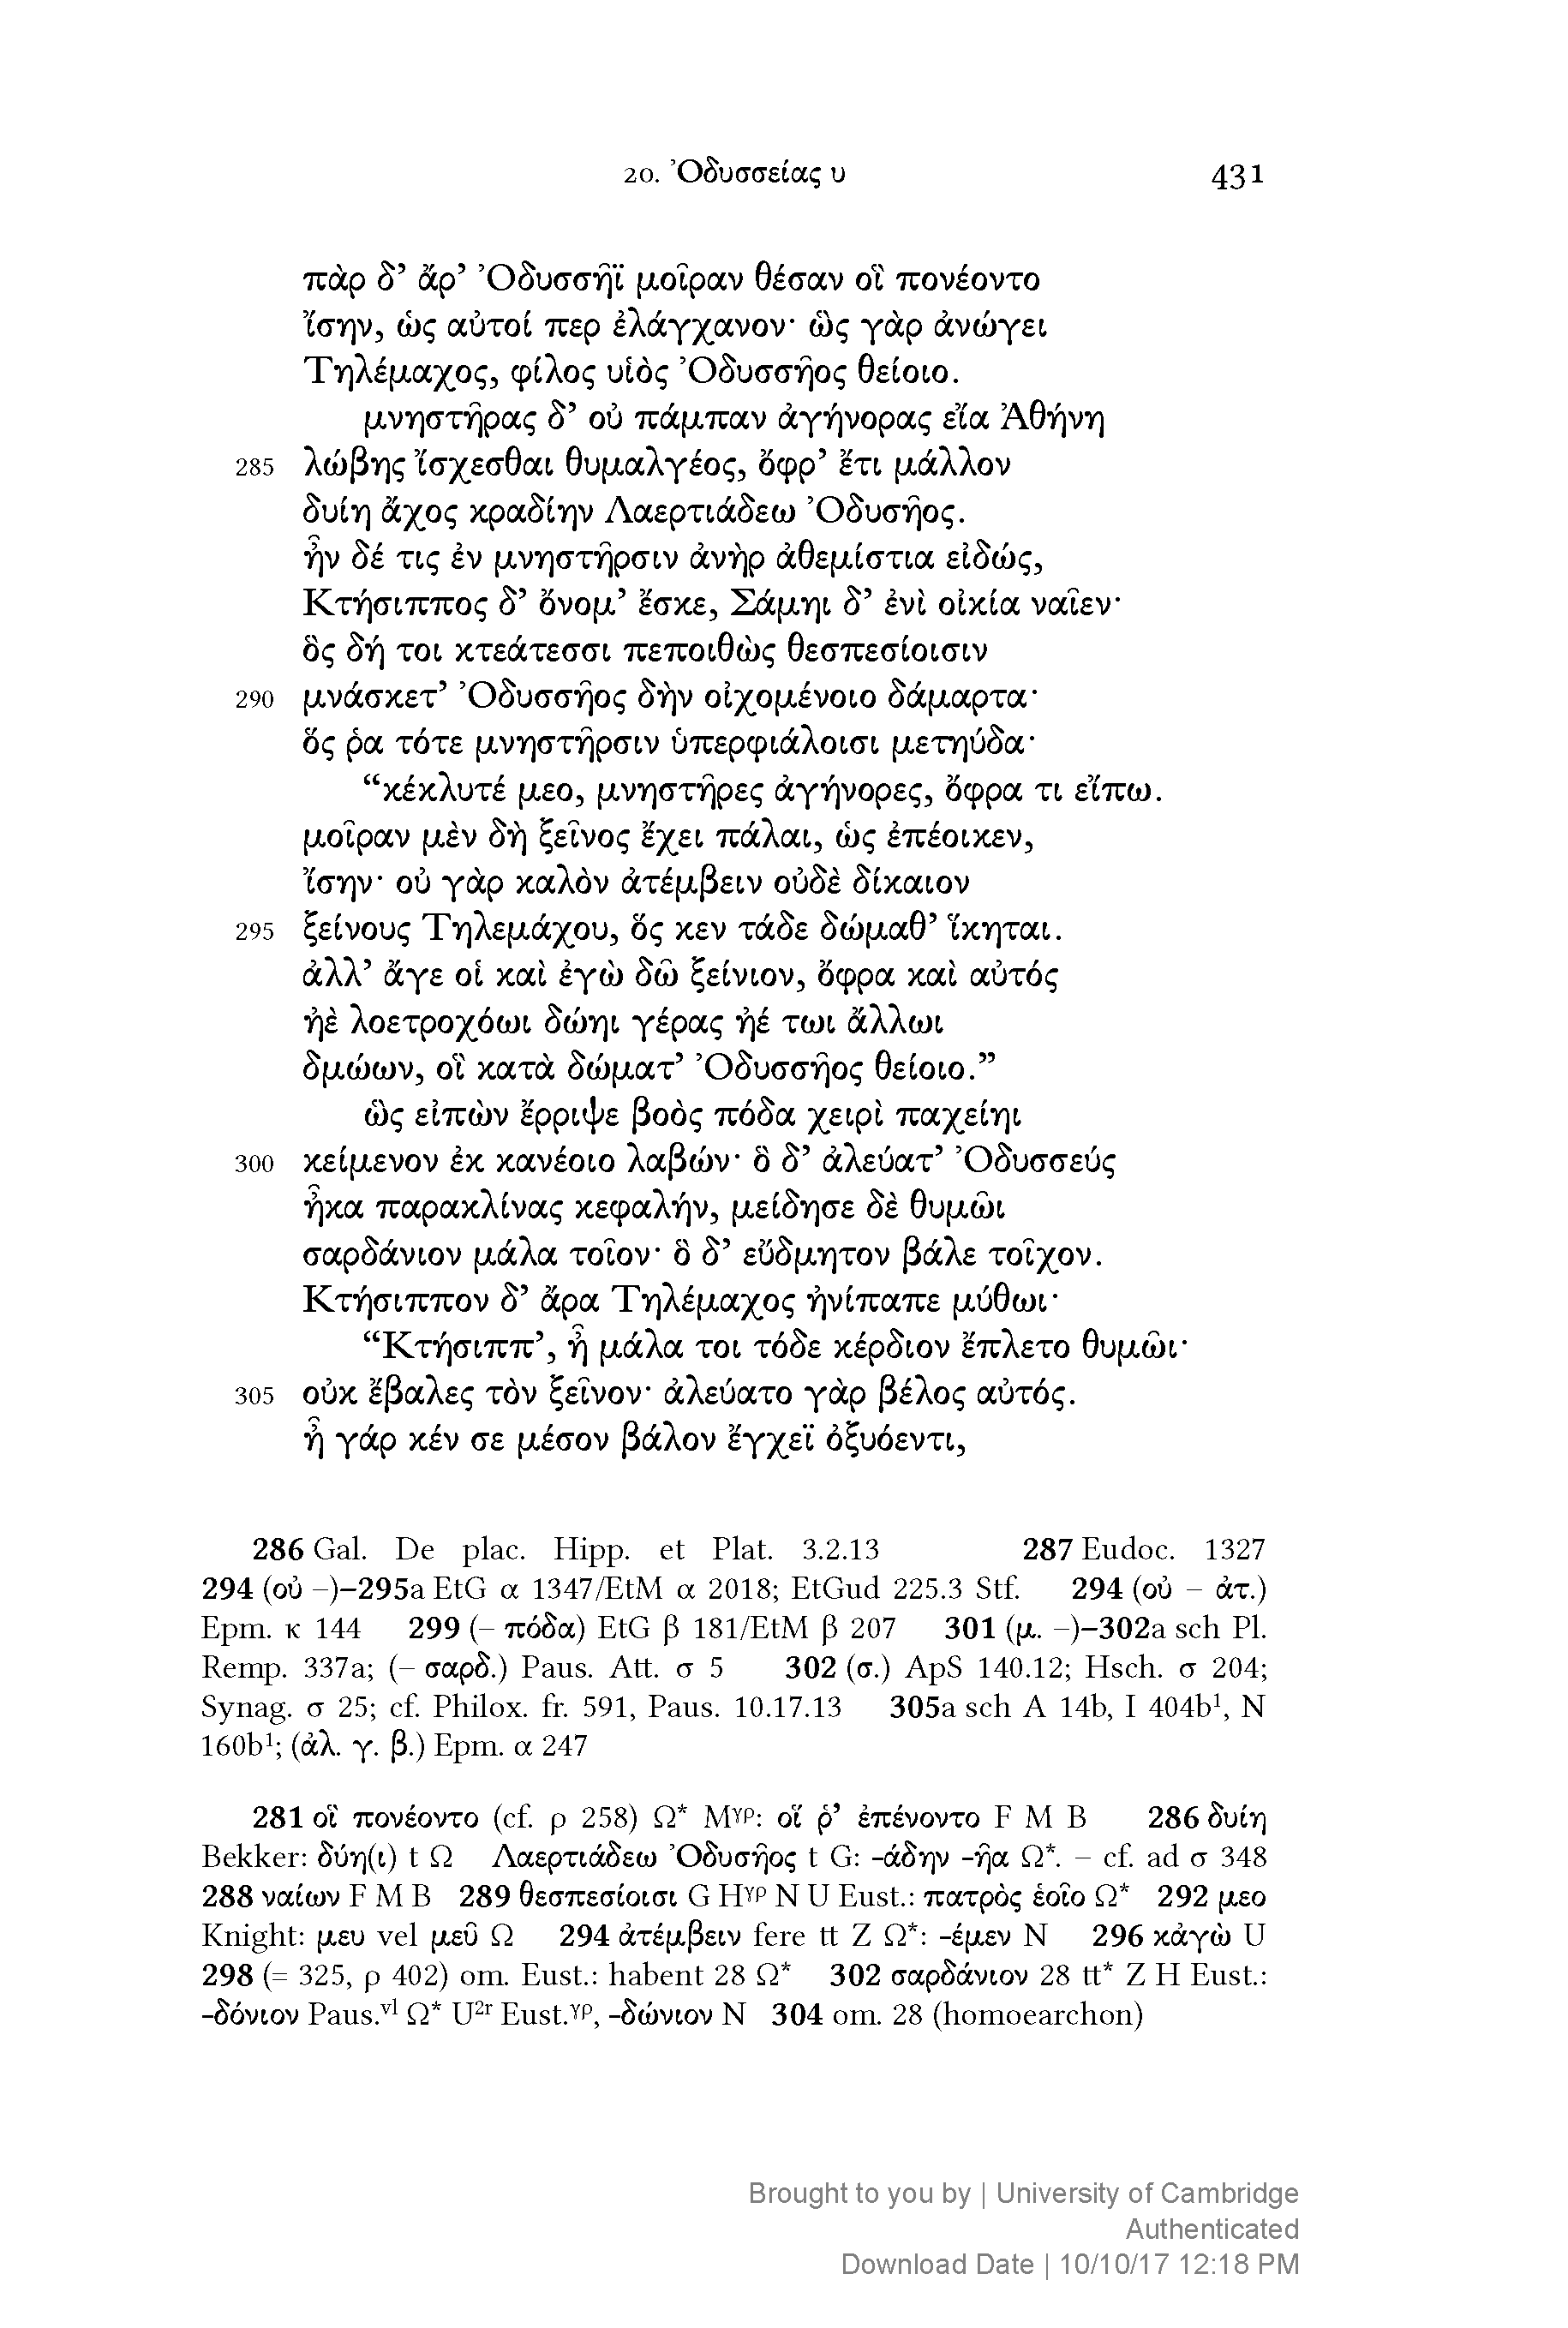 20. Ὀδυσσείας υ 431
πὰρ δ’ ἄρ’ Ὀδυσσῆϊ μοῖραν θέσαν οἳ πονέοντο
ἴσην, ὡς αὐτοί περ ἐλάγχανον· ὣς γὰρ ἀνώγει
Τηλέμαχος, φίλος υἱὸς Ὀδυσσῆος θείοιο.
μνηστῆρας δ’ οὐ πάμπαν ἀγήνορας εἴα Ἀθήνη
285 λώβης ἴσχεσθαι θυμαλγέος, ὄφρ’ ἔτι μάλλον
δυίη ἄχος κραδίην Λαερτιάδεω Ὀδυσῆος.
ἦν δέ τις ἐν μνηστῆρσιν ἀνὴρ ἀθεμίστια εἰδώς,
Κτήσιππος δ’ ὄνομ’ ἔσκε, Σάμηι δ’ ἐνὶ οἰκία ναῖεν·
ὃς δή τοι κτεάτεσσι πεποιθὼς θεσπεσίοισιν
290 μνάσκετ’ Ὀδυσσῆος δὴν οἰχομένοιο δάμαρτα·
ὅς ῥα τότε μνηστῆρσιν ὑπερφιάλοισι μετηύδα·
“κέκλυτέ μεο, μνηστῆρες ἀγήνορες, ὄφρα τι εἴπω.
μοῖραν μὲν δὴ ξεῖνος ἔχει πάλαι, ὡς ἐπέοικεν,
ἴσην· οὐ γὰρ καλὸν ἀτέμβειν οὐδὲ δίκαιον
295 ξείνους Τηλεμάχου, ὅς κεν τάδε δώμαθ’ ἵκηται.
ἀλλ’ ἄγε οἱ καὶ ἐγὼ δῶ ξείνιον, ὄφρα καὶ αὐτός
ἠὲ λοετροχόωι δώηι γέρας ἠέ τωι ἄλλωι
δμώων, οἳ κατὰ δώματ’ Ὀδυσσῆος θείοιο.”
ὣς εἰπὼν ἔρριψε βοὸς πόδα χειρὶ παχείηι
300 κείμενον ἐκ κανέοιο λαβών· ὃ δ’ ἀλεύατ’ Ὀδυσσεύς
ἦκα παρακλίνας κεφαλήν, μείδησε δὲ θυμῶι
σαρδάνιον μάλα τοῖον· ὃ δ’ εὔδμητον βάλε τοῖχον.
Κτήσιππον δ’ ἄρα Τηλέμαχος ἠνίπαπε μύθωι·
“Κτήσιππ’, ἦ μάλα τοι τόδε κέρδιον ἔπλετο θυμῶι·
305 οὐκ ἔβαλες τὸν ξεῖνον· ἀλεύατο γὰρ βέλος αὐτός.
ἦ γάρ κέν σε μέσον βάλον ἔγχεϊ ὀξυόεντι,
286 Gal. De plac. Hipp. et Plat. 3.2.13 287 Eudoc. 1327
294 (οὐ –)–295a EtG α 1347/EtM α 2018; EtGud 225.3 Stf. 294 (οὐ – ἀτ.)
Epm. κ 144 299 (– πόδα) EtG β 181/EtM β 207 301 (μ. –)–302a sch Pl.
Remp. 337a; (– σαρδ.) Paus. Att. σ 5 302 (σ.) ApS 140.12; Hsch. σ 204;
Synag. σ 25; cf. Philox. fr. 591, Paus. 10.17.13 305a sch A 14b, I 404b¹, N
160b¹; (ἀλ. γ. β.) Epm. α 247
281 οἳ πονέοντο (cf. ρ 258) Ω* Mᵞᵖ: οἵ ῥ’ ἐπένοντο F M B 286 δυίη
Bekker: δύη(ι) t Ω Λαερτιάδεω Ὀδυσῆος t G: -άδην -ῆα Ω*. – cf. ad σ 348
288 ναίων F M B 289 θεσπεσίοισι G Hᵞᵖ N U Eust.: πατρὸς ἑοῖο Ω* 292 μεο
Knight: μευ vel μεῦ Ω 294 ἀτέμβειν fere tt Z Ω*: -έμεν N 296 κἀγὼ U
298 (= 325, ρ 402) om. Eust.: habent 28 Ω* 302 σαρδάνιον 28 tt* Z H Eust.:
-δόνιον Paus.ᵛˡ Ω* U²ʳ Eust.ᵞᵖ, -δώνιον N 304 om. 28 (homoearchon)
Brought to you by | University of Cambridge
Authenticated
Download Date | 10/10/17 12:18 PM